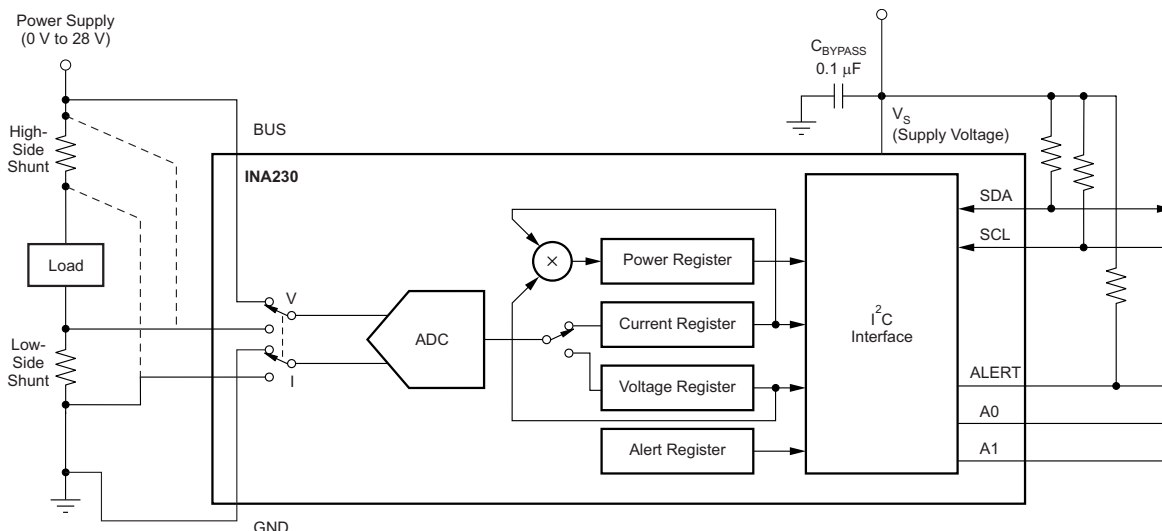 Power Supply
(0 V to 28 V)
C_BYPASS
0.1 µF
V_S
(Supply Voltage)
High-
Side
Shunt
BUS
INA230
SDA
SCL
Load
Power Register
V
×
ADC
Current Register
I²C
Interface
Low-
Side
Shunt
I
Voltage Register
ALERT
A0
Alert Register
A1
GND